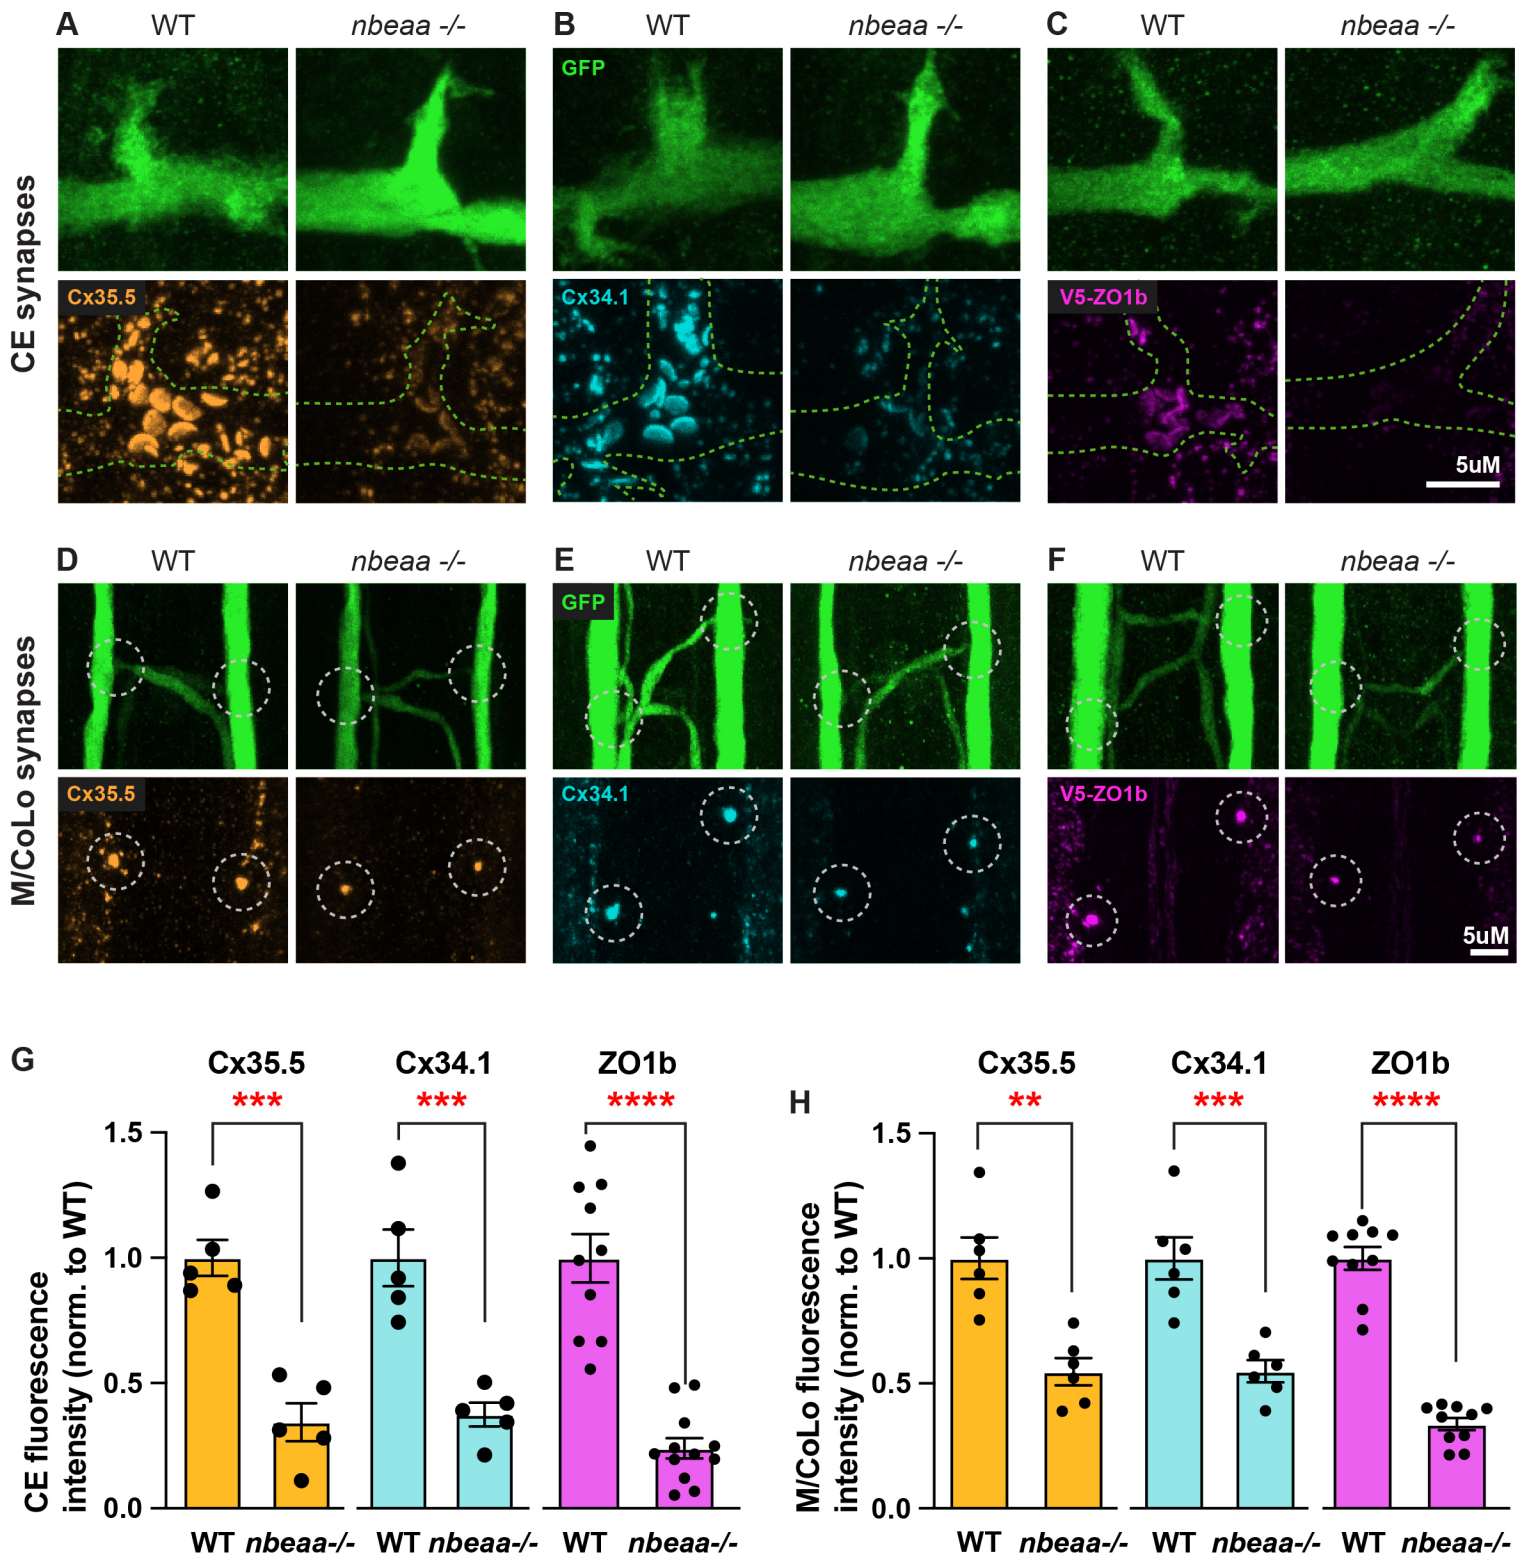 A WT nbeaa -/- B WT nbeaa -/- C WT nbeaa -/-
GFP
CE synapses
Cx35.5 Cx34.1 V5-ZO1b
5uM
D WT nbeaa -/- E WT nbeaa -/- F WT nbeaa -/-
GFP
M/CoLo synapses
Cx35.5 Cx34.1 V5-ZO1b
5uM
G Cx35.5 Cx34.1 ZO1b
*** *** ****
CE fluorescence
intensity (norm. to WT)
1.5
1.0
0.5
0.0
WT nbeaa-/- WT nbeaa-/- WT nbeaa-/-
H Cx35.5 Cx34.1 ZO1b
** *** ****
M/CoLo fluorescence
intensity (norm. to WT)
1.5
1.0
0.5
0.0
WT nbeaa-/- WT nbeaa-/- WT nbeaa-/-